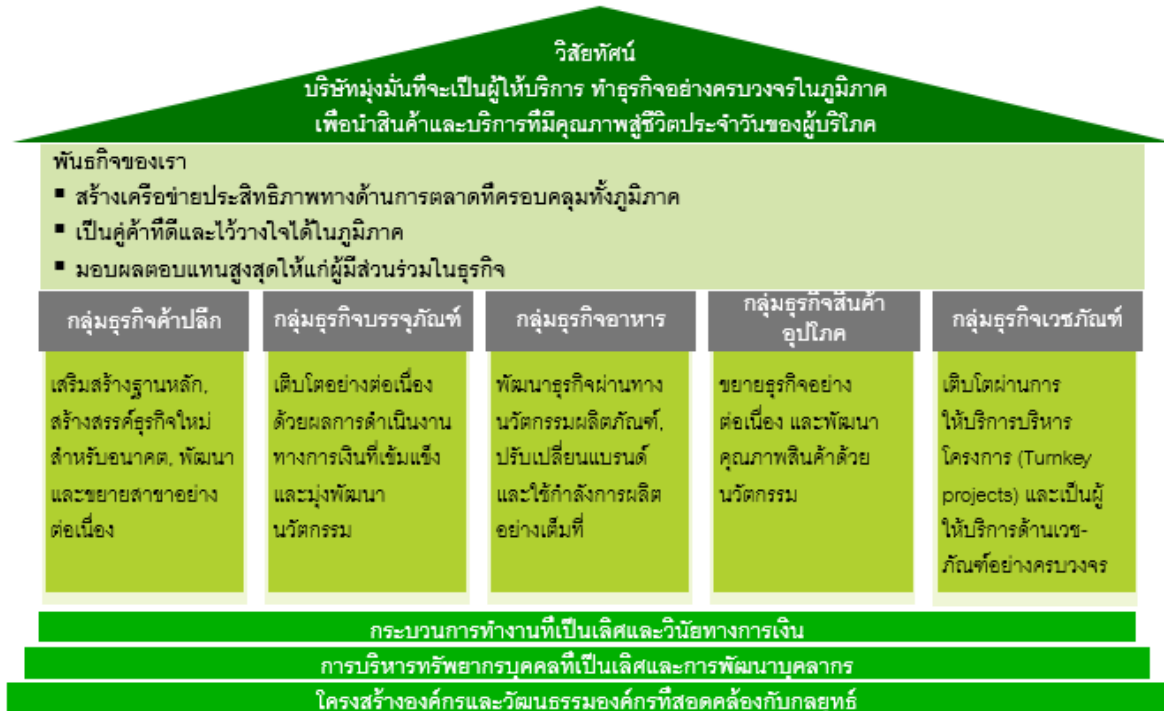 วิสัยทัศน์
บริษัทมุ่งมั่นที่จะเป็นผู้ให้บริการ ทำธุรกิจอย่างครบวงจรในภูมิภาค
เพื่อนำสินค้าและบริการที่มีคุณภาพสู่ชีวิตประจำวันของผู้บริโภค
พันธกิจของเรา
▪ สร้างเครือข่ายประสิทธิภาพทางด้านการตลาดที่ครอบคลุมทั้งภูมิภาค
▪ เป็นคู่ค้าที่ดีและไว้วางใจได้ในภูมิภาค
▪ มอบผลตอบแทนสูงสุดให้แก่ผู้มีส่วนร่วมในธุรกิจ
กลุ่มธุรกิจค้าปลีก
เสริมสร้างฐานหลัก,
สร้างสรรค์ธุรกิจใหม่
สำหรับอนาคต, พัฒนา
และขยายสาขาอย่าง
ต่อเนื่อง
กลุ่มธุรกิจบรรจุภัณฑ์
เติบโตอย่างต่อเนื่อง
ด้วยผลการดำเนินงาน
ทางการเงินที่เข้มแข็ง
และมุ่งพัฒนา
นวัตกรรม
กลุ่มธุรกิจอาหาร
พัฒนาธุรกิจผ่านทาง
นวัตกรรมผลิตภัณฑ์,
ปรับเปลี่ยนแบรนด์
และใช้กำลังการผลิต
อย่างเต็มที่
กลุ่มธุรกิจสินค้า
อุปโภค
ขยายธุรกิจอย่าง
ต่อเนื่อง และพัฒนา
คุณภาพสินค้าด้วย
นวัตกรรม
กลุ่มธุรกิจเวชภัณฑ์
เติบโตผ่านการ
ให้บริการบริหาร
โครงการ (Turnkey
projects) และเป็นผู้
ให้บริการด้านเวช-
ภัณฑ์อย่างครบวงจร
กระบวนการทำงานที่เป็นเลิศและวินัยทางการเงิน
การบริหารทรัพยากรบุคคลที่เป็นเลิศและการพัฒนาบุคลากร
โครงสร้างองค์กรและวัฒนธรรมองค์กรที่สอดคล้องกับกลยุทธ์